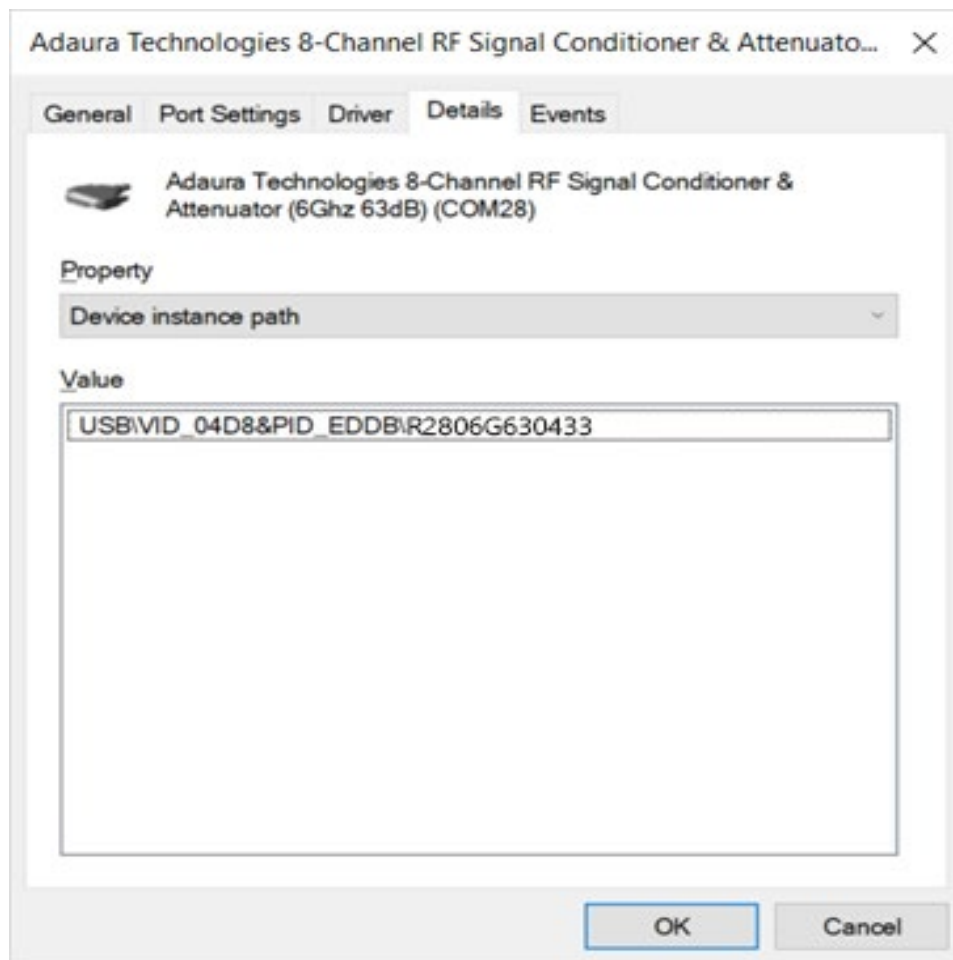 Adaura Technologies 8-Channel RF Signal Conditioner & Attenuato...
General Port Settings Driver Details Events
Adaura Technologies 8-Channel RF Signal Conditioner &
Attenuator (6Ghz 63dB) (COM28)
Property
Device instance path
Value
USB\VID_04D8&PID_EDDB\R2806G630433
OK Cancel